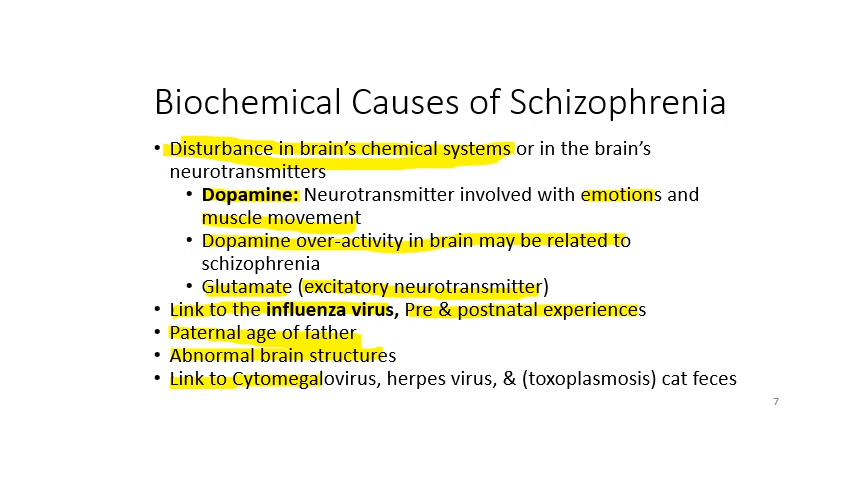 Biochemical Causes of Schizophrenia
• Disturbance in brain's chemical systems or in the brain's
neurotransmitters
• Dopamine: Neurotransmitter involved with emotions and
muscle movement
• Dopamine over-activity in brain may be related to
schizophrenia
• Glutamate (excitatory neurotransmitter)
• Link to the influenza virus, Pre & postnatal experiences
• Paternal age of father
• Abnormal brain structures
• Link to Cytomegalovirus, herpes virus, & (toxoplasmosis) cat feces
7